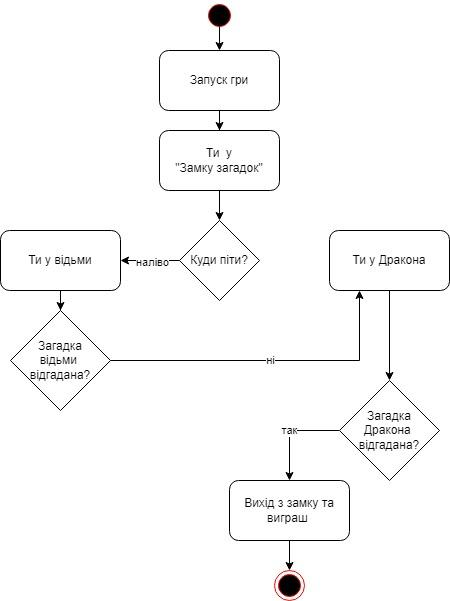 Запуск гри
Ти у
"Замку загадок"
Куди піти?
наліво
Ти у відьми
Ти у Дракона
Загадка
відьми
відгадана?
ні
Загадка
Дракона
відгадана?
так
Вихід з замку та
виграш